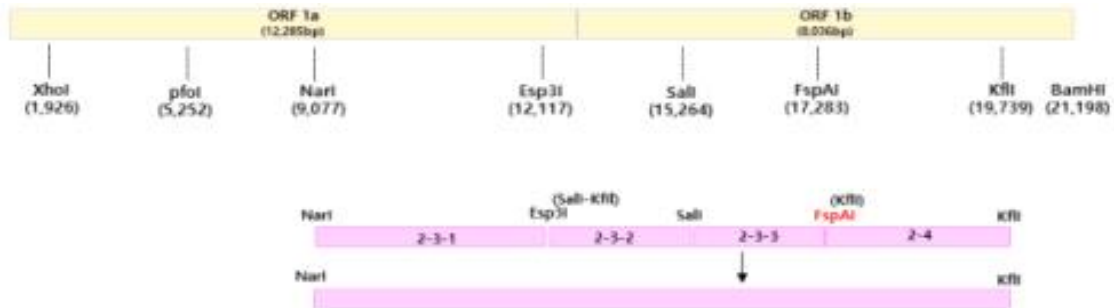 ORF 1a
(12,285bp)
ORF 1b
(8,036bp)
XhoI
(1,926)
pfoI
(5,252)
NarI
(9,077)
Esp3I
(12,117)
SalI
(15,264)
FspAI
(17,283)
KflI
(19,739)
BamHI
(21,198)
NarI
(SalI-KflI)
Esp3I
SalI
(KflI)
FspAI
KflI
2-3-1
2-3-2
2-3-3
2-4
NarI
KflI